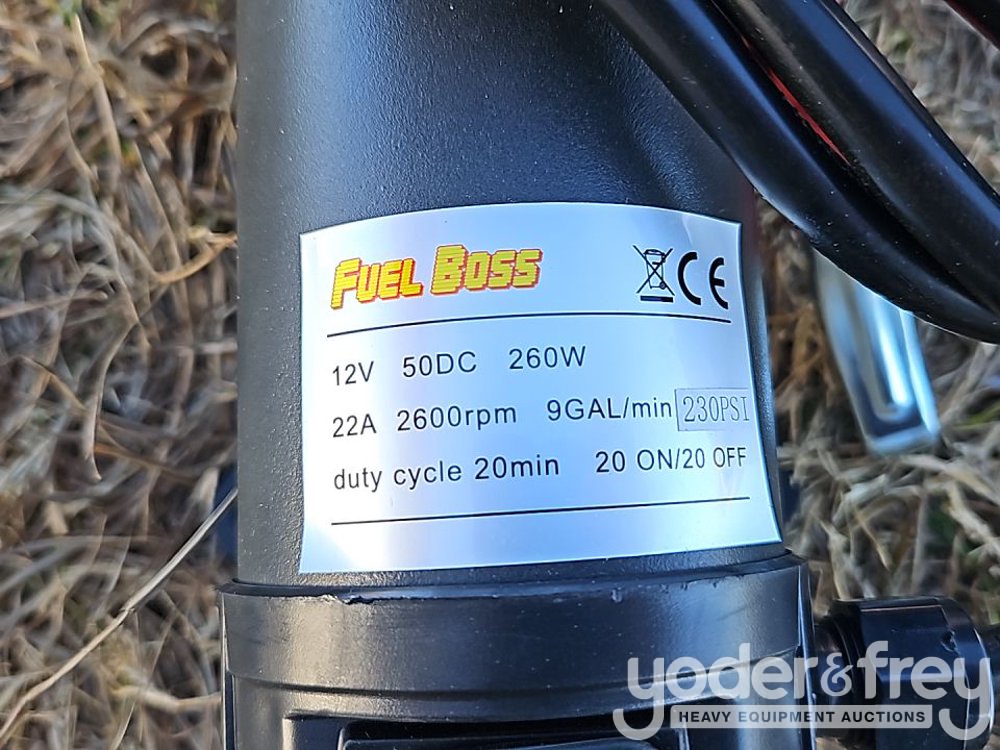 FUEL BOSS CE
12V 50DC 260W
22A 2600rpm 9GAL/min 230PSI
duty cycle 20min 20 ON/20 OFF
yoder&frey
HEAVY EQUIPMENT AUCTIONS